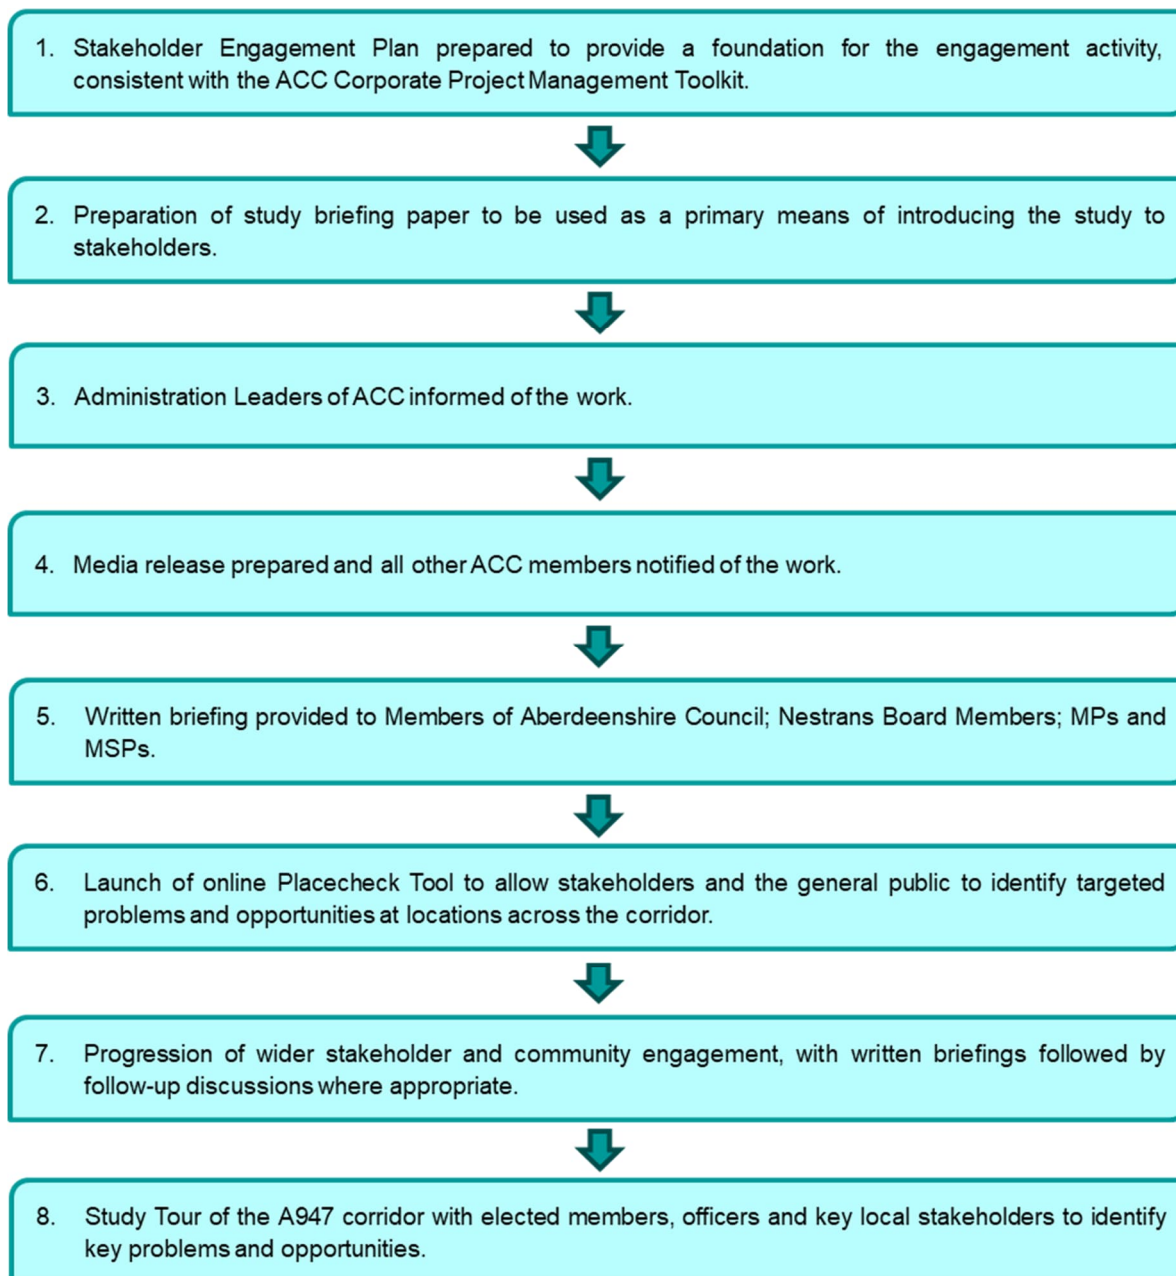 1. Stakeholder Engagement Plan prepared to provide a foundation for the engagement activity,
consistent with the ACC Corporate Project Management Toolkit.
2. Preparation of study briefing paper to be used as a primary means of introducing the study to
stakeholders.
3. Administration Leaders of ACC informed of the work.
4. Media release prepared and all other ACC members notified of the work.
5. Written briefing provided to Members of Aberdeenshire Council; Nestrans Board Members; MPs and
MSPs.
6. Launch of online Placecheck Tool to allow stakeholders and the general public to identify targeted
problems and opportunities at locations across the corridor.
7. Progression of wider stakeholder and community engagement, with written briefings followed by
follow-up discussions where appropriate.
8. Study Tour of the A947 corridor with elected members, officers and key local stakeholders to identify
key problems and opportunities.